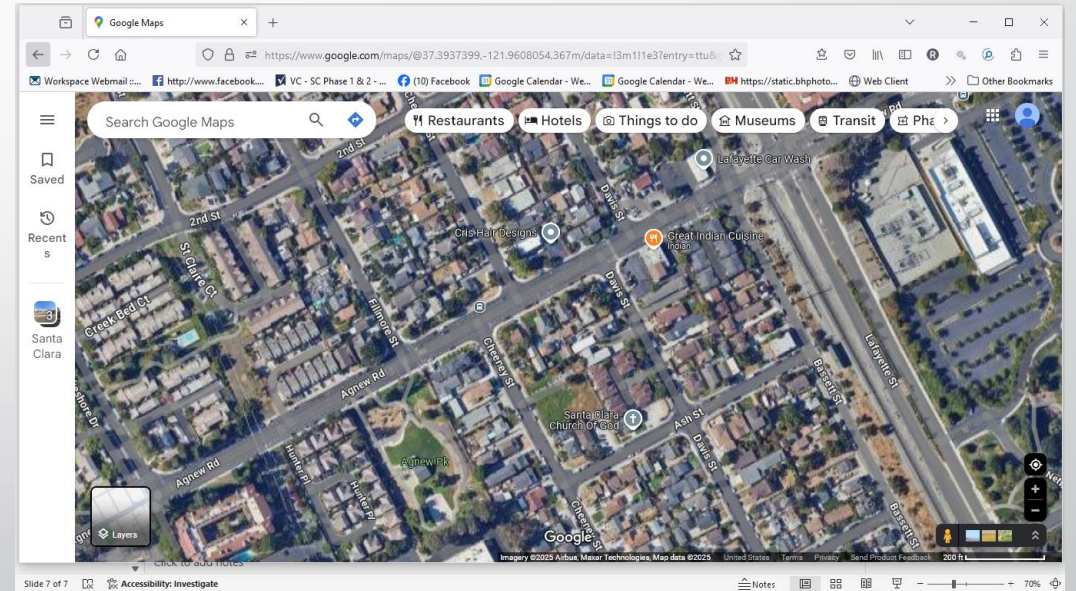 Google Maps
https://www.google.com/maps/@37.3937399,-121.9608054,367m/data=!3m1!1e3?entry=ttu&
Workspace Webmail ::...
http://www.facebook....
VC - SC Phase 1 & 2 - ...
(10) Facebook
Google Calendar - We...
Google Calendar - We...
https://static.bhphoto...
Web Client
Other Bookmarks
Search Google Maps
Restaurants
Hotels
Things to do
Museums
Transit
Pha
Saved
Recent
s
3
Santa
Clara
2nd St
2nd St
Davis St
Lafayette Car Wash
St Claire Ct
Cris Hair Designs
Great Indian Cuisine
Indian
Creek Bed Ct
Fillmore St
Davis St
Cheerey St
Agnew Rd
Bassett St
Lafayette St
Santa Clara
Church Of God
Ash St
Davis St
Agnew Pk
Agnew Rd
Hunter Pl
Hunter Pl
Bassett St
Layers
Google
Imagery ©2025 Airbus, Maxar Technologies, Map data ©2025
United States
Terms
Privacy
Send Product Feedback
200 ft
Click to add notes
Slide 7 of 7
Accessibility: Investigate
Notes
70%